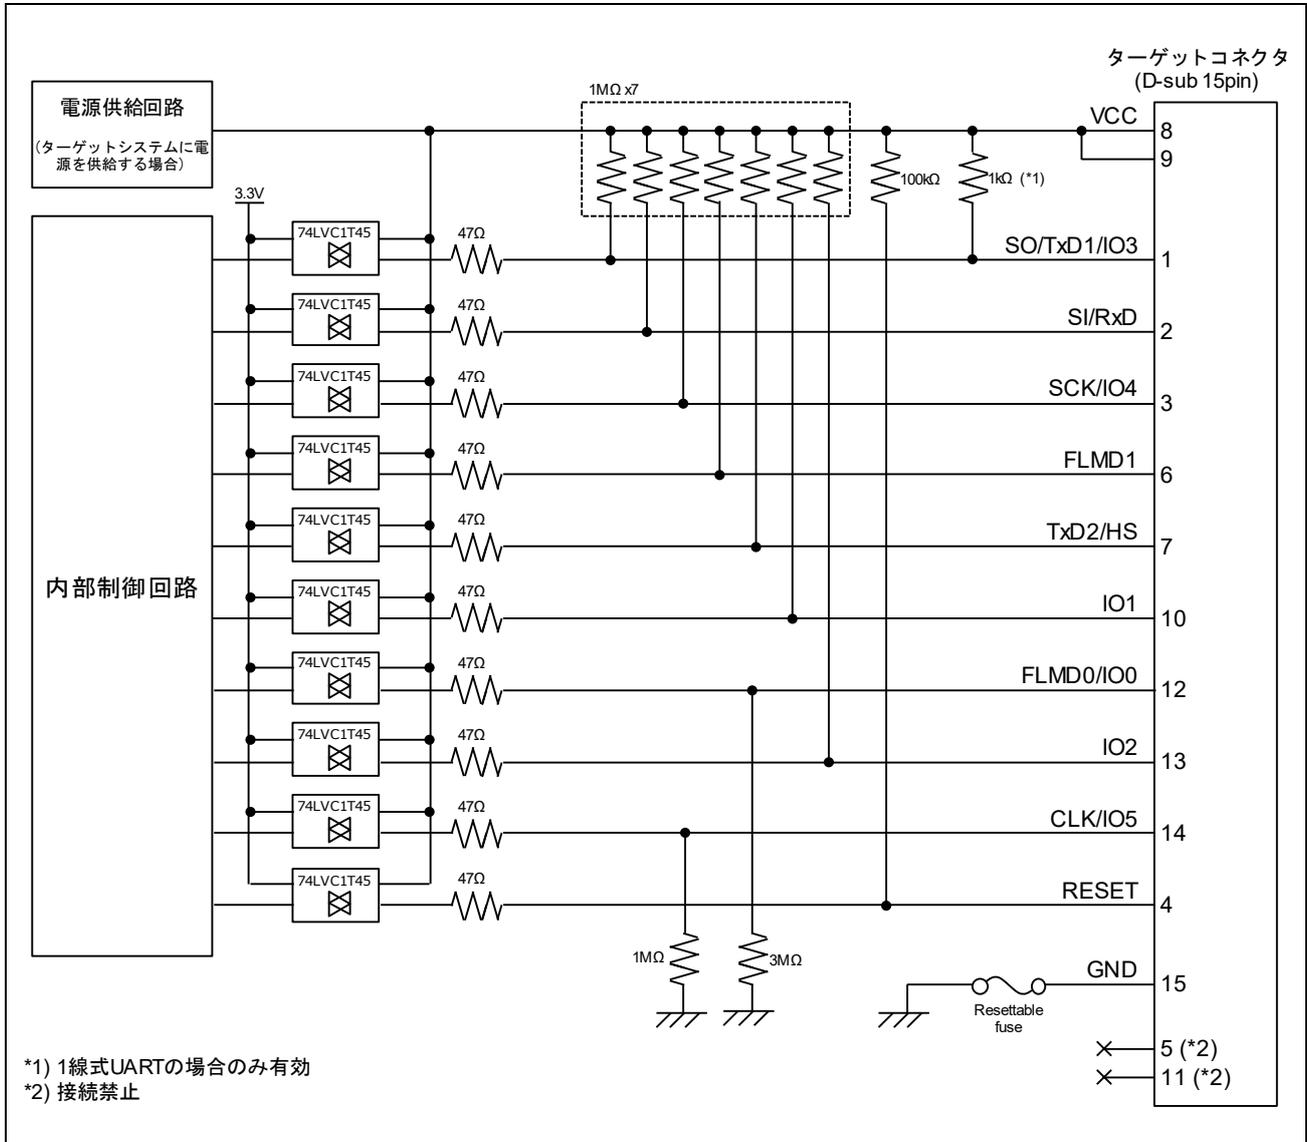 ターゲットコネクタ
(D-sub 15pin)
電源供給回路
(ターゲットシステムに電
源を供給する場合)
1MΩ x7
VCC
8
9
100kΩ
1kΩ (*1)
3.3V
74LVC1T45
47Ω
SO/TxD1/IO3
1
74LVC1T45
47Ω
SI/RxD
2
74LVC1T45
47Ω
SCK/IO4
3
74LVC1T45
47Ω
FLMD1
6
74LVC1T45
47Ω
TxD2/HS
7
内部制御回路
74LVC1T45
47Ω
IO1
10
74LVC1T45
47Ω
FLMD0/IO0
12
74LVC1T45
47Ω
IO2
13
74LVC1T45
47Ω
CLK/IO5
14
74LVC1T45
47Ω
RESET
4
1MΩ
3MΩ
GND
15
Resettable
fuse
5 (*2)
11 (*2)
*1) 1線式UARTの場合のみ有効
*2) 接続禁止